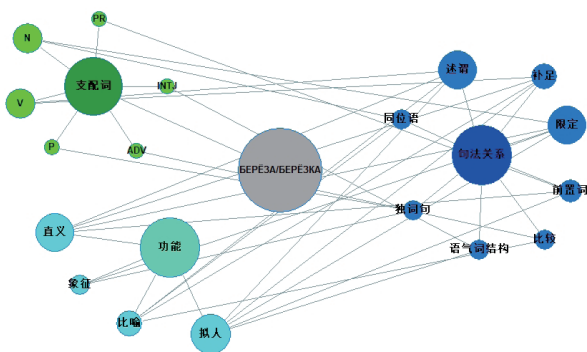 PR
N
述谓
补足
支配词
INTJ
V
同位语
限定
P
ADV
句法关系
БЕРЁЗА/БЕРЁЗКА
前置词
独词句
直义
功能
语气词结构
比较
象征
比喻
拟人